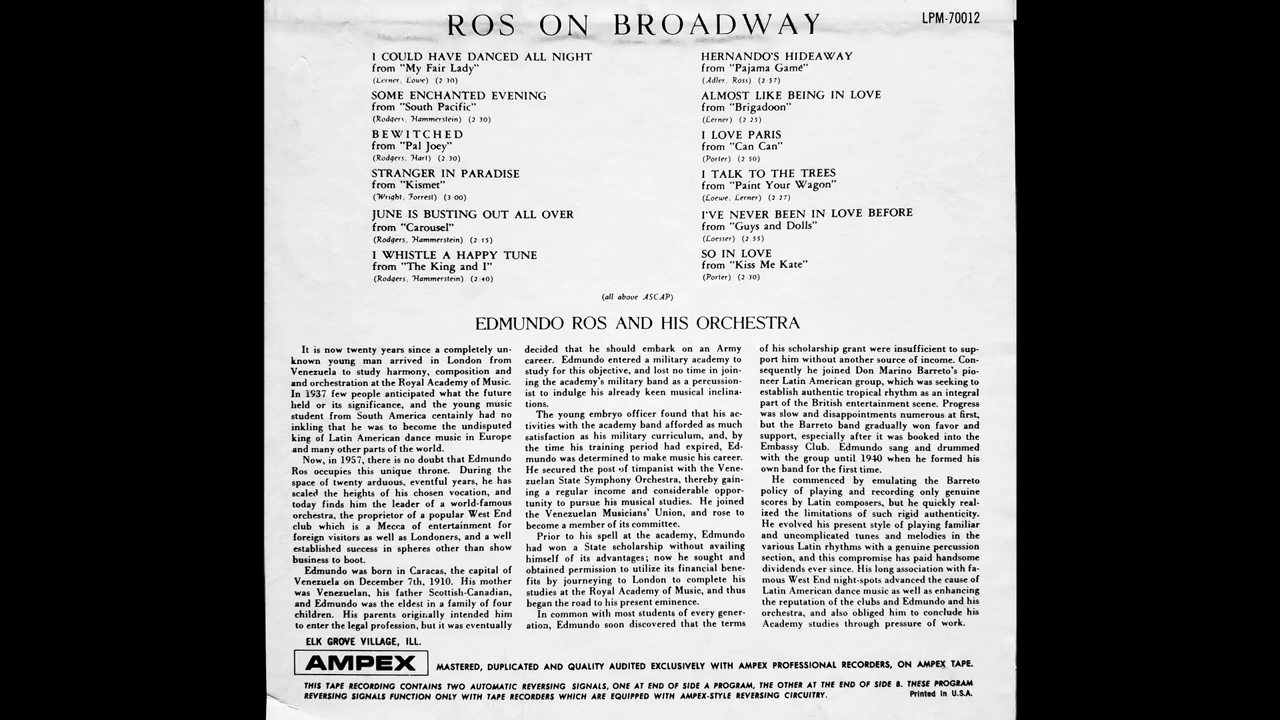 ROS ON BROADWAY
LPM-70012
I COULD HAVE DANCED ALL NIGHT
from "My Fair Lady"
(Lerner, Lowe) (2:30)
SOME ENCHANTED EVENING
from "South Pacific"
(Rodgers, Hammerstein) (2:30)
BEWITCHED
from "Pal Joey"
(Rodgers, Hart) (2:30)
STRANGER IN PARADISE
from "Kismet"
(Wright, Forrest) (3:00)
JUNE IS BUSTING OUT ALL OVER
from "Carousel"
(Rodgers, Hammerstein) (2:15)
I WHISTLE A HAPPY TUNE
from "The King and I"
(Rodgers, Hammerstein) (2:40)
HERNANDO'S HIDEAWAY
from "Pajama Game"
(Adler, Ross) (2:57)
ALMOST LIKE BEING IN LOVE
from "Brigadoon"
(Lerner) (2:25)
I LOVE PARIS
from "Can Can"
(Porter) (2:50)
I TALK TO THE TREES
from "Paint Your Wagon"
(Loewe, Lerner) (2:27)
I'VE NEVER BEEN IN LOVE BEFORE
from "Guys and Dolls"
(Loesser) (2:55)
SO IN LOVE
from "Kiss Me Kate"
(Porter) (2:30)
(all above ASCAP)
EDMUNDO ROS AND HIS ORCHESTRA
It is now twenty years since a completely un-
known young man arrived in London from
Venezuela to study harmony, composition and
and orchestration at the Royal Academy of Music.
In 1937 few people anticipated what the future
held or its significance, and the young music
student from South America centainly had no
inkling that he was to become the undisputed
king of Latin American dance music in Europe
and many other parts of the world.
Now, in 1957, there is no doubt that Edmundo
Ros occupies this unique throne. During the
space of twenty arduous, eventful years, he has
scaled the heights of his chosen vocation, and
today finds him the leader of a world-famous
orchestra, the proprietor of a popular West End
club which is a Mecca of entertainment for
foreign visitors as well as Londoners, and a well
established success in spheres other than show
business to boot.
Edmundo was born in Caracas, the capital of
Venezuela on December 7th, 1910. His mother
was Venezuelan, his father Scottish-Canadian,
and Edmundo was the eldest in a family of four
children. His parents originally intended him
to enter the legal profession, but it was eventually
decided that he should embark on an Army
career. Edmundo entered a military academy to
study for this objective, and lost no time in join-
ing the academy's military band as a percussion-
ist to indulge his already keen musical inclina-
tions.
The young embryo officer found that his ac-
tivities with the academy band afforded as much
satisfaction as his military curriculum, and, by
the time his training period had expired, Ed-
mundo was determined to make music his career.
He secured the post of timpanist with the Vene-
zuelan State Symphony Orchestra, thereby gain-
ing a regular income and considerable oppor-
tunity to pursue his musical studies. He joined
the Venezuelan Musicians' Union, and rose to
become a member of its committee.
Prior to his spell at the academy, Edmundo
had won a State scholarship without availing
himself of its advantages; now he sought and
obtained permission to utilize its financial bene-
fits by journeying to London to complete his
studies at the Royal Academy of Music, and thus
began the road to his present eminence.
In common with most students of every gener-
ation, Edmundo soon discovered that the terms
of his scholarship grant were insufficient to sup-
port him without another source of income. Con-
sequently he joined Don Marino Barreto's pio-
neer Latin American group, which was seeking to
establish authentic tropical rhythm as an integral
part of the British entertainment scene. Progress
was slow and disappointments numerous at first,
but the Barreto band gradually won favor and
support, especially after it was booked into the
Embassy Club. Edmundo sang and drummed
with the group until 1940 when he formed his
own band for the first time.
He commenced by emulating the Barreto
policy of playing and recording only genuine
scores by Latin composers, but he quickly real-
ized the limitations of such rigid authenticity.
He evolved his present style of playing familiar
and uncomplicated tunes and melodies in the
various Latin rhythms with a genuine percussion
section, and this compromise has paid handsome
dividends ever since. His long association with fa-
mous West End night-spots advanced the cause of
Latin American dance music as well as enhancing
the reputation of the clubs and Edmundo and his
orchestra, and also obliged him to conclude his
Academy studies through pressure of work.
ELK GROVE VILLAGE, ILL.
AMPEX MASTERED, DUPLICATED AND QUALITY AUDITED EXCLUSIVELY WITH AMPEX PROFESSIONAL RECORDERS, ON AMPEX TAPE.
THIS TAPE RECORDING CONTAINS TWO AUTOMATIC REVERSING SIGNALS, ONE AT END OF SIDE A PROGRAM, THE OTHER AT THE END OF SIDE B. THESE PROGRAM
REVERSING SIGNALS FUNCTION ONLY WITH TAPE RECORDERS WHICH ARE EQUIPPED WITH AMPEX-STYLE REVERSING CIRCUITRY. Printed in U.S.A.